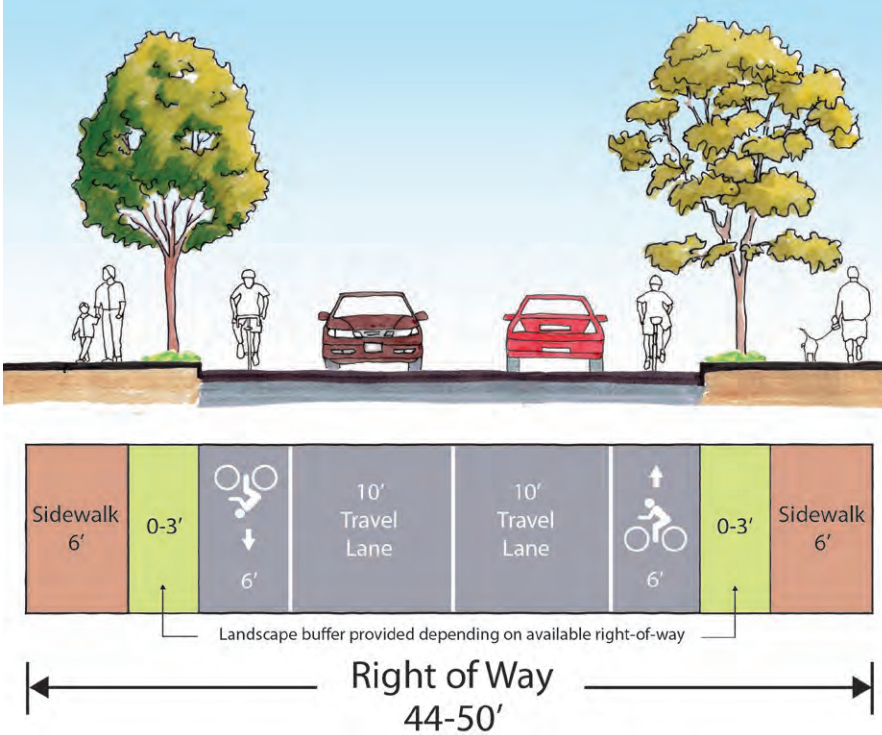 Sidewalk
6′
0-3′
6′
10′
Travel
Lane
10′
Travel
Lane
6′
0-3′
Sidewalk
6′
Landscape buffer provided depending on available right-of-way
Right of Way
44-50′